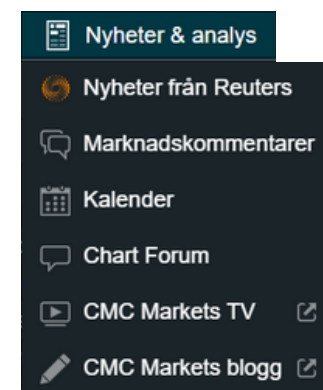 Nyheter & analys
Nyheter från Reuters
Marknadskommentarer
Kalender
Chart Forum
CMC Markets TV
CMC Markets blogg